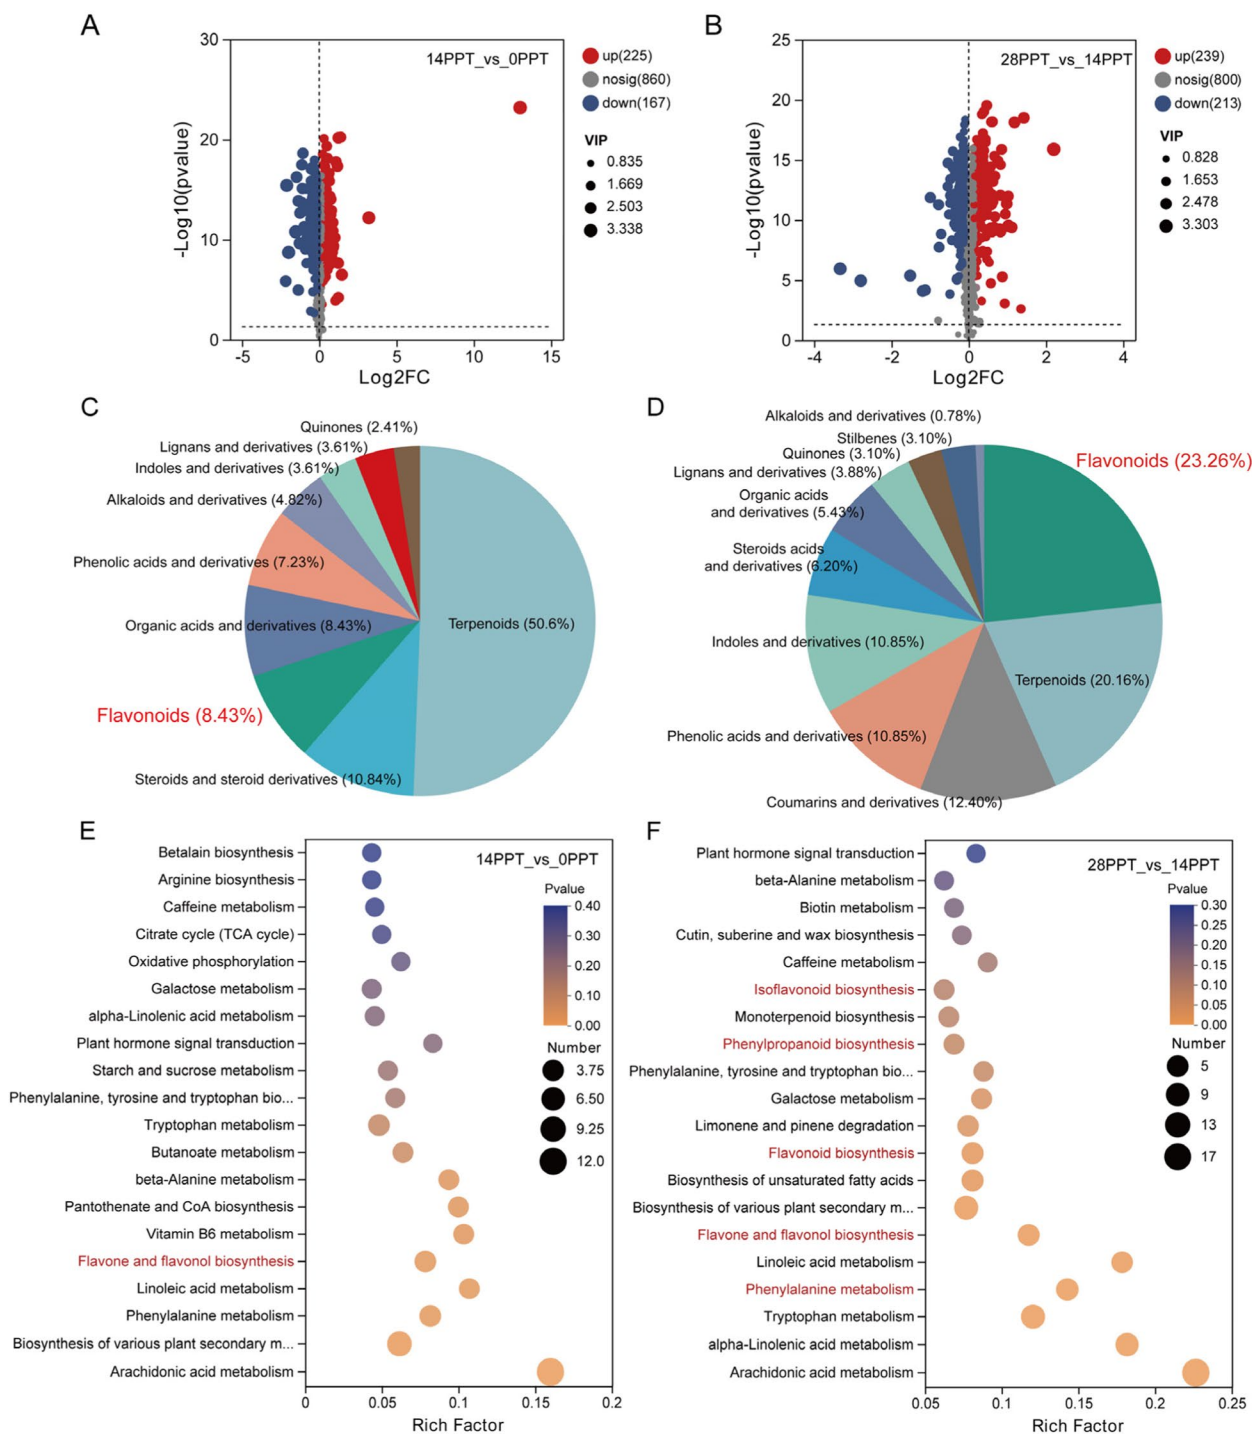 A
14PPT_vs_0PPT
up(225)
nosig(860)
down(167)
VIP
0.835
1.669
2.503
3.338
30
20
10
0
-Log10(pvalue)
-5
0
5
10
15
Log2FC
B
28PPT_vs_14PPT
up(239)
nosig(800)
down(213)
VIP
0.828
1.653
2.478
3.303
25
20
15
10
5
0
-Log10(pvalue)
-4
-2
0
2
4
Log2FC
C
Quinones (2.41%)
Lignans and derivatives (3.61%)
Indoles and derivatives (3.61%)
Alkaloids and derivatives (4.82%)
Phenolic acids and derivatives (7.23%)
Organic acids and derivatives (8.43%)
Terpenoids (50.6%)
Flavonoids (8.43%)
Steroids and steroid derivatives (10.84%)
D
Alkaloids and derivatives (0.78%)
Stilbenes (3.10%)
Quinones (3.10%)
Lignans and derivatives (3.88%)
Flavonoids (23.26%)
Organic acids
and derivatives (5.43%)
Steroids acids
and derivatives (6.20%)
Indoles and derivatives (10.85%)
Terpenoids (20.16%)
Phenolic acids and derivatives (10.85%)
Coumarins and derivatives (12.40%)
E
14PPT_vs_0PPT
Betalain biosynthesis
Arginine biosynthesis
Caffeine metabolism
Citrate cycle (TCA cycle)
Oxidative phosphorylation
Galactose metabolism
alpha-Linolenic acid metabolism
Plant hormone signal transduction
Starch and sucrose metabolism
Phenylalanine, tyrosine and tryptophan bio...
Tryptophan metabolism
Butanoate metabolism
beta-Alanine metabolism
Pantothenate and CoA biosynthesis
Vitamin B6 metabolism
Flavone and flavonol biosynthesis
Linoleic acid metabolism
Phenylalanine metabolism
Biosynthesis of various plant secondary m...
Arachidonic acid metabolism
Pvalue
0.40
0.30
0.20
0.10
0.00
Number
3.75
6.50
9.25
12.0
0
0.05
0.1
0.15
0.2
Rich Factor
F
28PPT_vs_14PPT
Plant hormone signal transduction
beta-Alanine metabolism
Biotin metabolism
Cutin, suberine and wax biosynthesis
Caffeine metabolism
Isoflavonoid biosynthesis
Monoterpenoid biosynthesis
Phenylpropanoid biosynthesis
Phenylalanine, tyrosine and tryptophan bio...
Galactose metabolism
Limonene and pinene degradation
Flavonoid biosynthesis
Biosynthesis of unsaturated fatty acids
Biosynthesis of various plant secondary m...
Flavone and flavonol biosynthesis
Linoleic acid metabolism
Phenylalanine metabolism
Tryptophan metabolism
alpha-Linolenic acid metabolism
Arachidonic acid metabolism
Pvalue
0.30
0.25
0.20
0.15
0.10
0.05
0.00
Number
5
9
13
17
0.05
0.1
0.15
0.2
0.25
Rich Factor